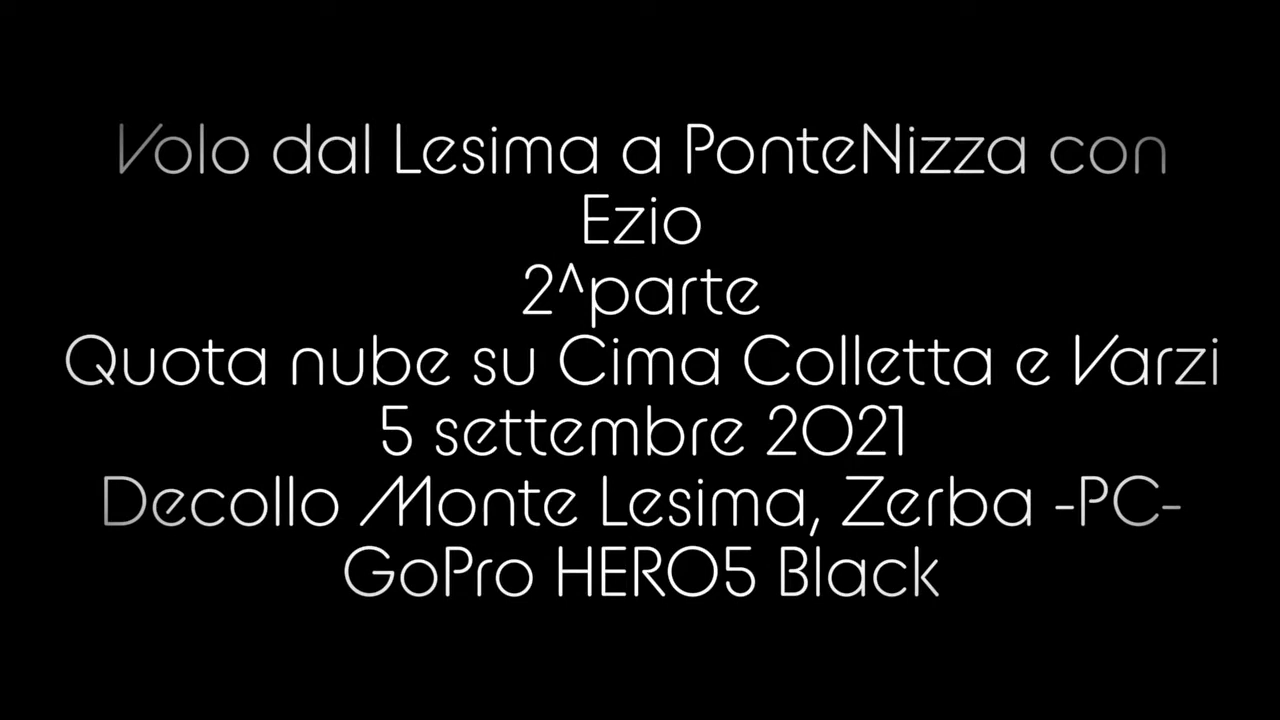 Volo dal Lesima a PonteNizza con
Ezio
2^parte
Quota nube su Cima Colletta e Varzi
5 settembre 2021
Decollo Monte Lesima, Zerba -PC-
GoPro HERO5 Black